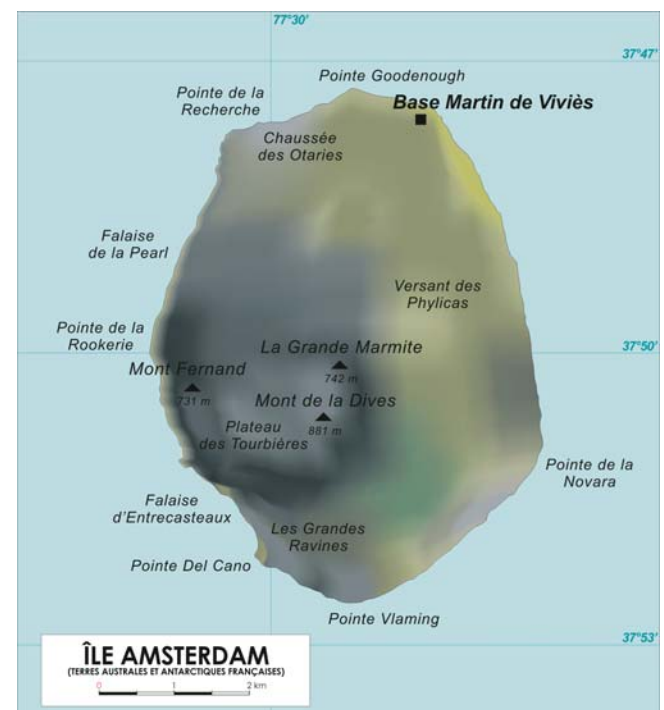 77°30'
37°47'
Pointe Goodenough
Pointe de la
Recherche
Base Martin de Viviès
Chaussée
des Otaries
Falaise
de la Pearl
Versant des
Phylicas
Pointe de la
Rookerie
37°50'
La Grande Marmite
742 m
Mont Fernand
731 m
Mont de la Dives
881 m
Plateau
des Tourbières
Pointe de la
Novara
Falaise
d'Entrecasteaux
Les Grandes
Ravines
Pointe Del Cano
Pointe Vlaming
37°53'
ÎLE AMSTERDAM
(TERRES AUSTRALES ET ANTARCTIQUES FRANÇAISES)
0 1 2 km